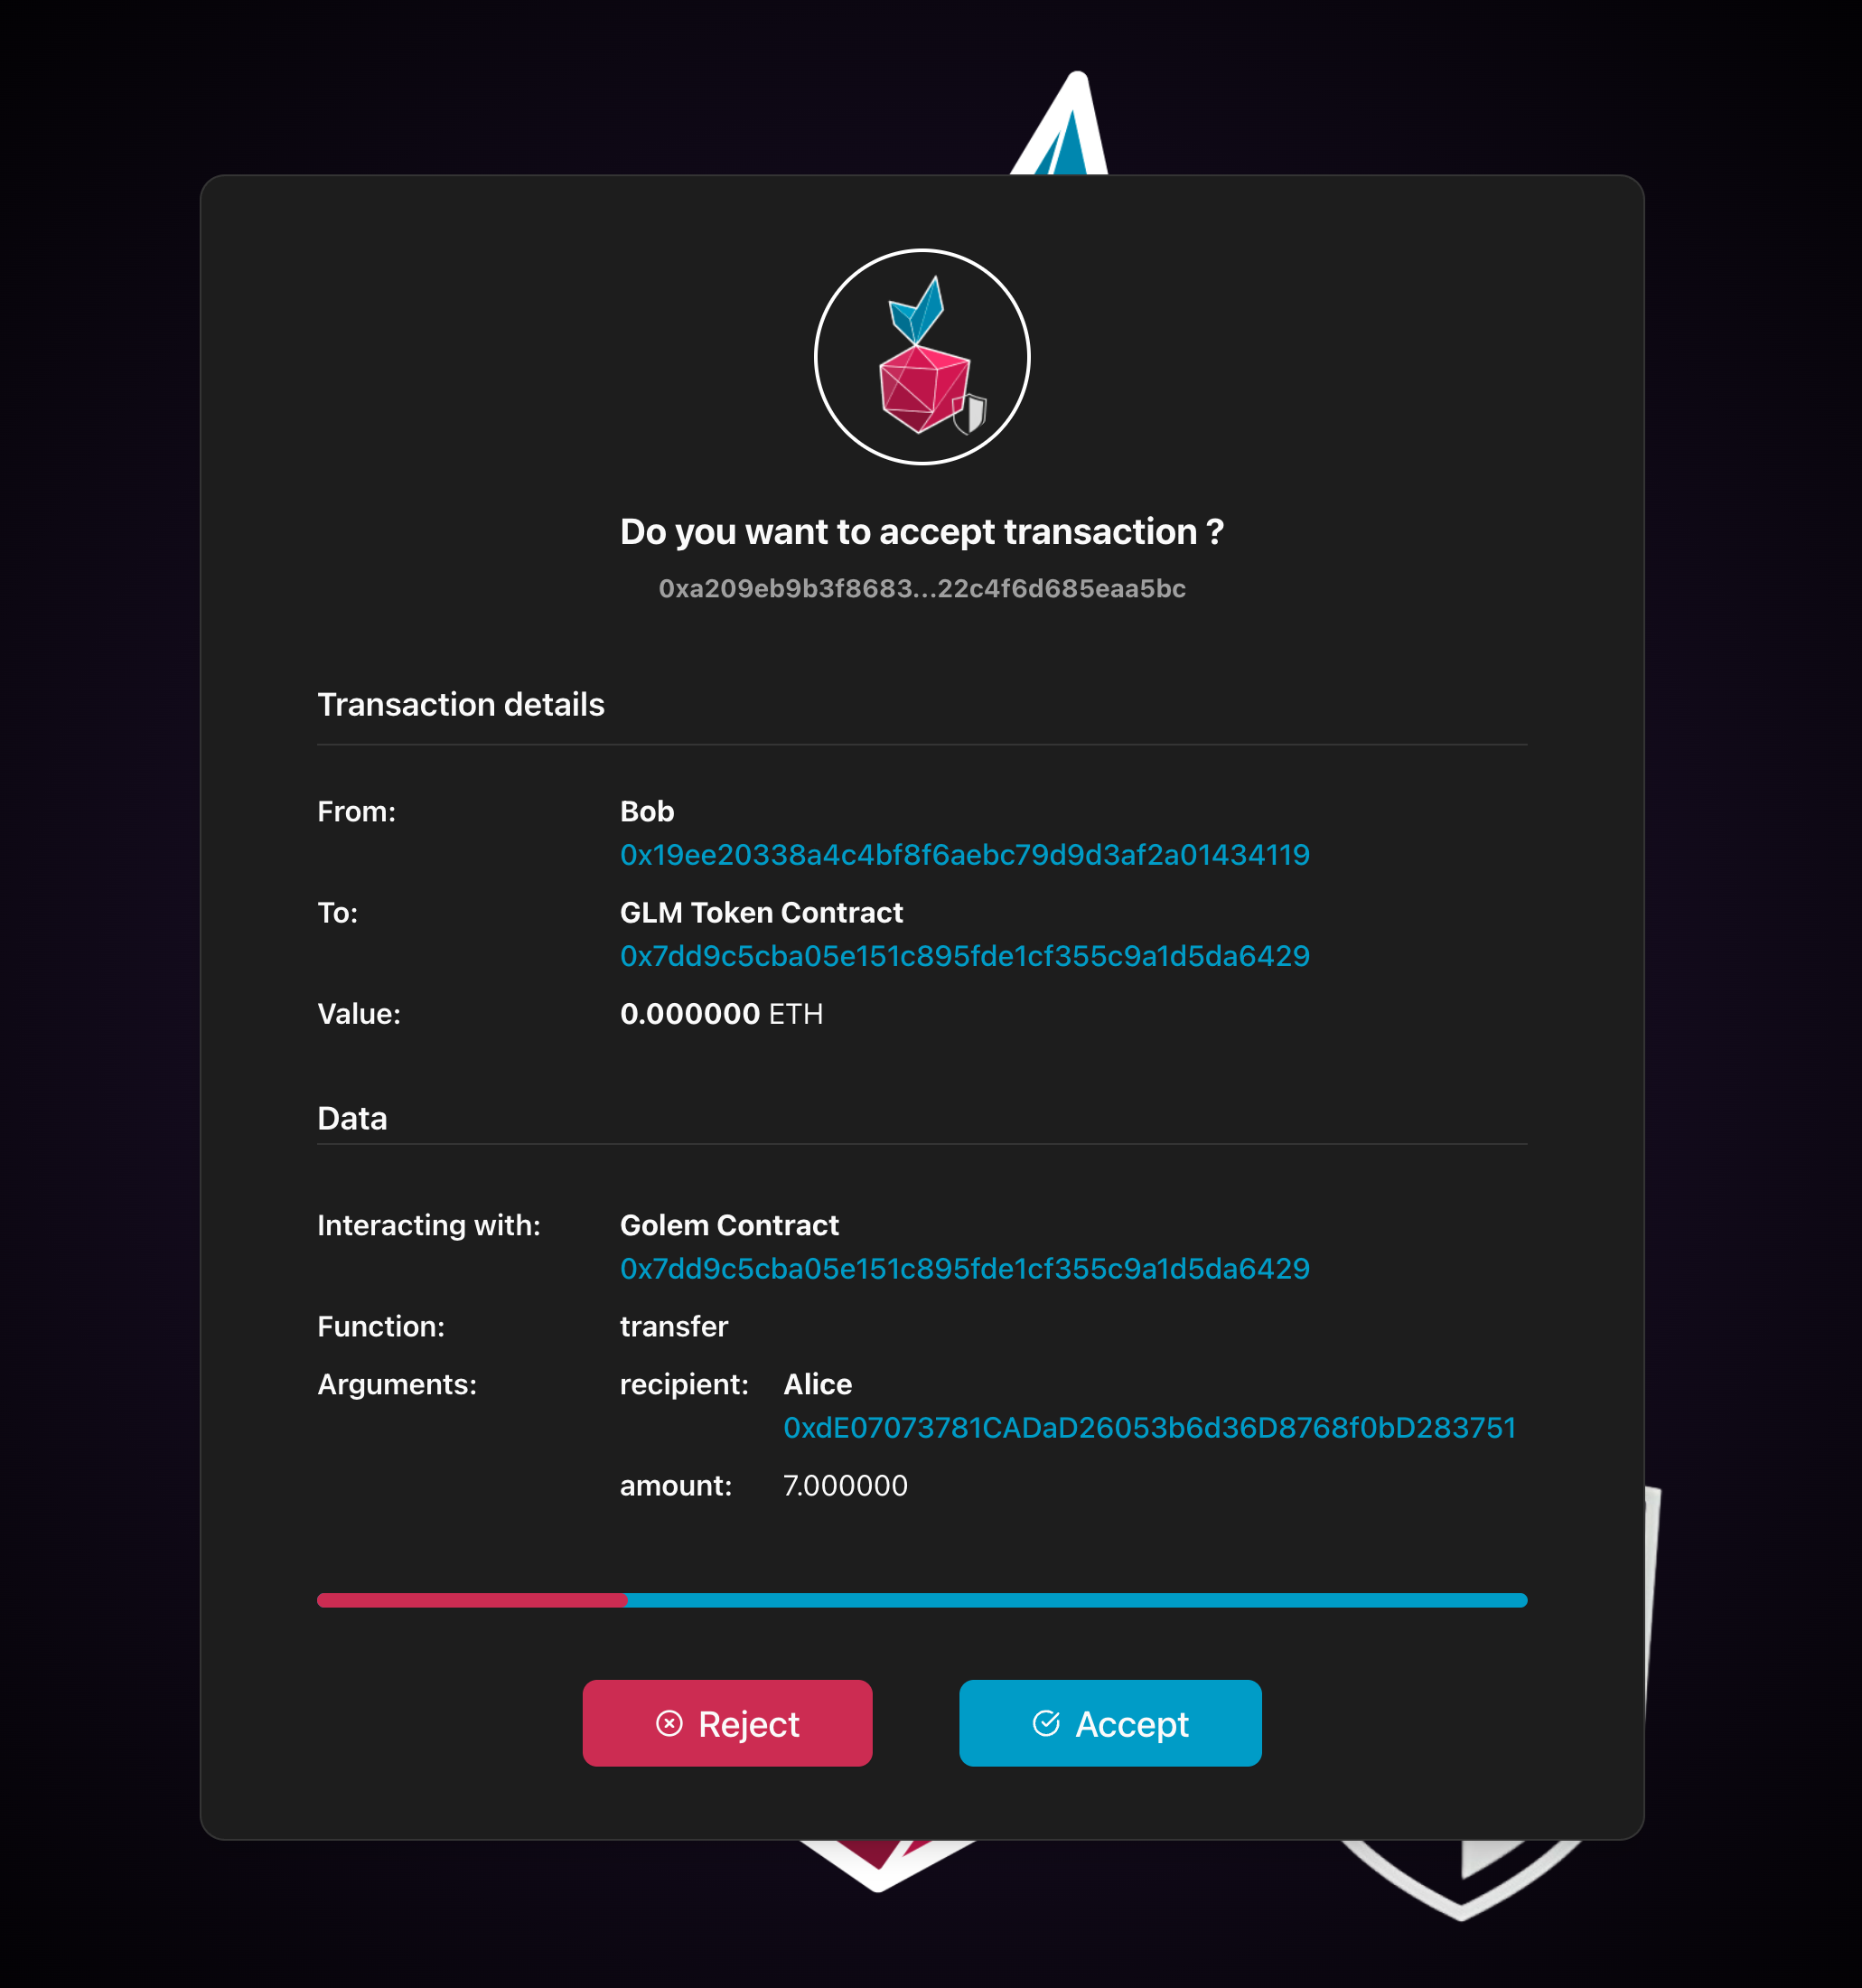 Do you want to accept transaction ?
0xa209eb9b3f8683...22c4f6d685eaa5bc
Transaction details
From: Bob
0x19ee20338a4c4bf8f6aebc79d9d3af2a01434119
To: GLM Token Contract
0x7dd9c5cba05e151c895fde1cf355c9a1d5da6429
Value: 0.000000 ETH
Data
Interacting with: Golem Contract
0x7dd9c5cba05e151c895fde1cf355c9a1d5da6429
Function: transfer
Arguments: recipient: Alice
0xdE07073781CADaD26053b6d36D8768f0bD283751
amount: 7.000000
Reject Accept